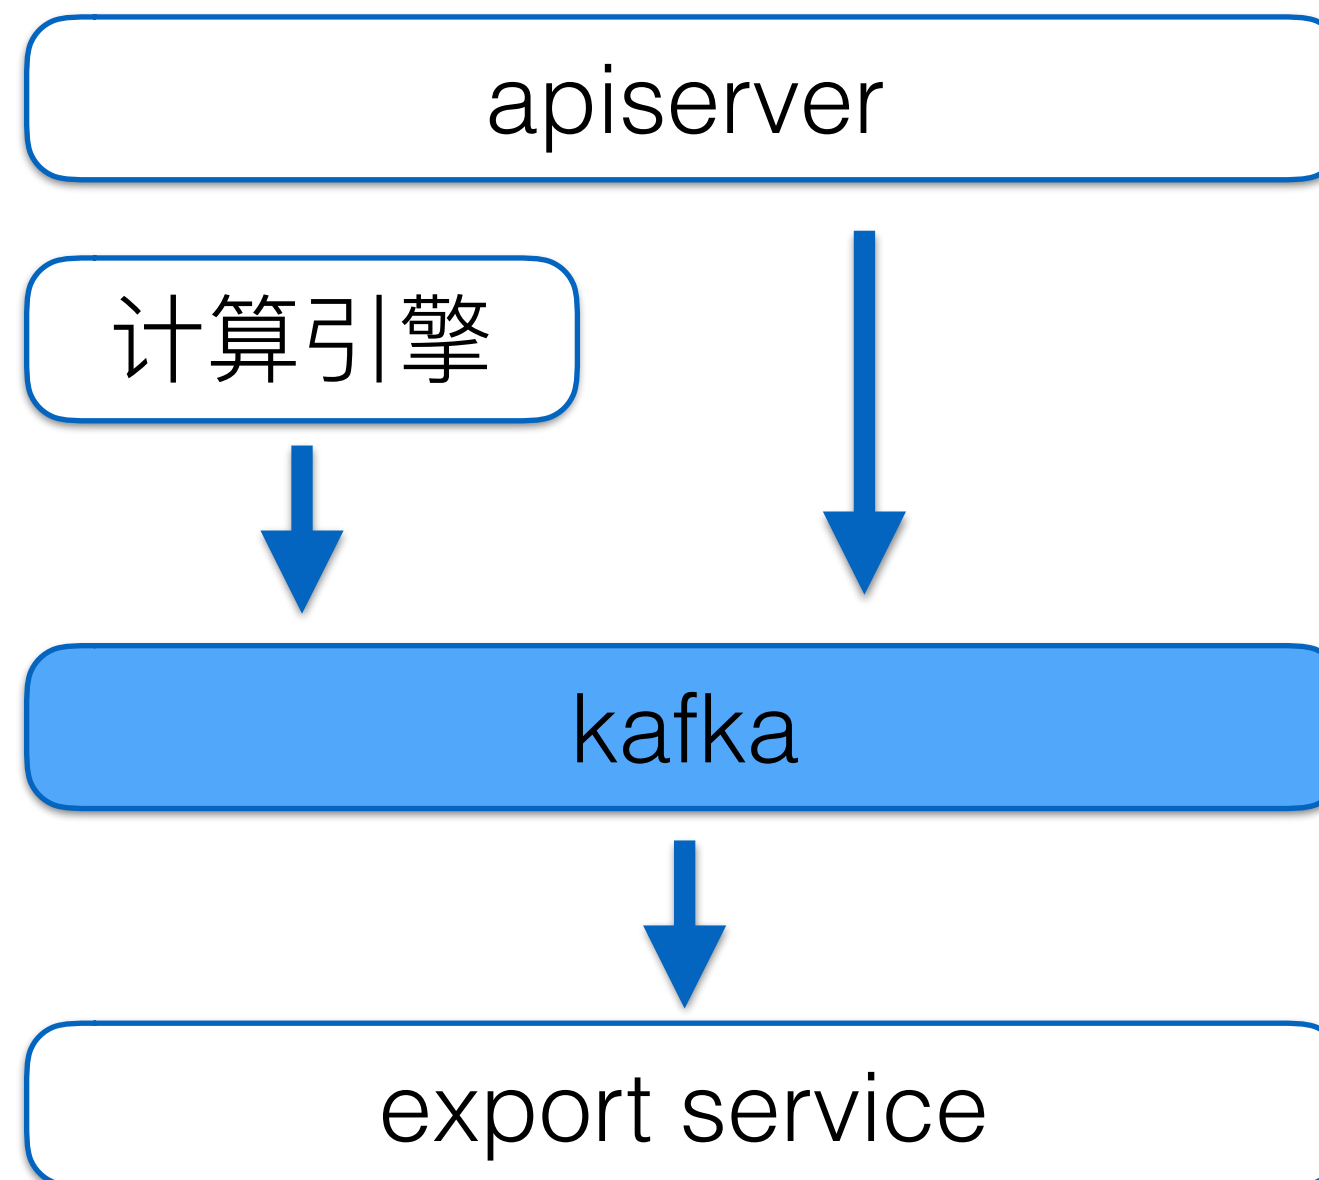 apiserver
计算引擎
kafka
export service